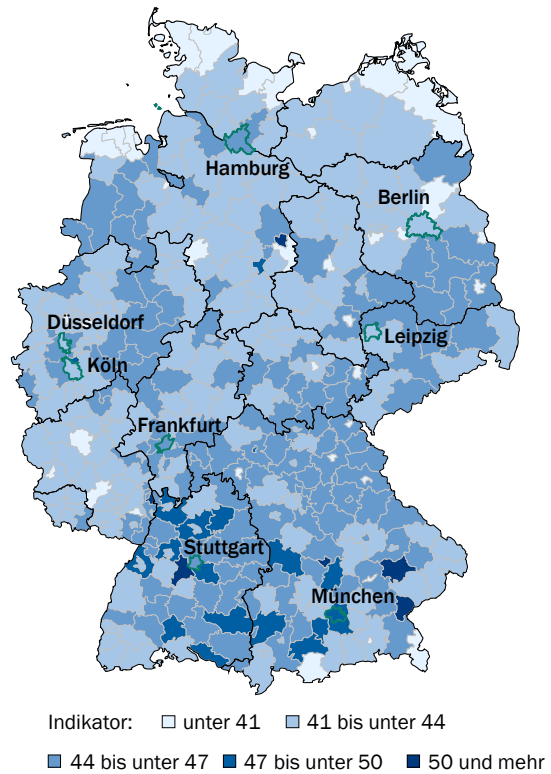 Hamburg
Berlin
Düsseldorf
Leipzig
Köln
Frankfurt
Stuttgart
München
Indikator: unter 41 41 bis unter 44
44 bis unter 47 47 bis unter 50 50 und mehr